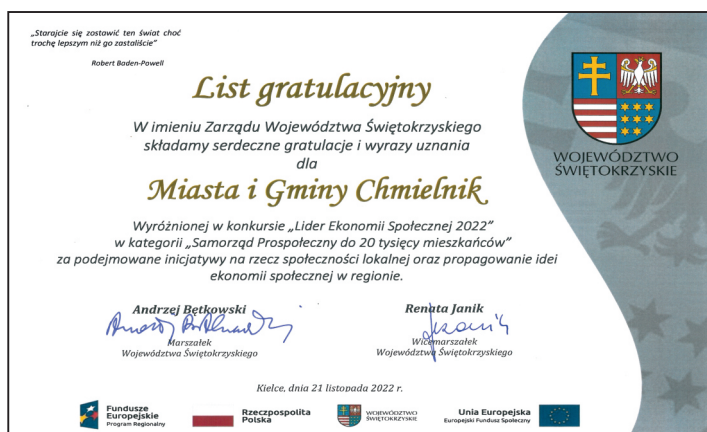 „Starajcie się zostawić ten świat choć
trochę lepszym niż go zastaliście”
Robert Baden-Powell
List gratulacyjny
W imieniu Zarządu Województwa Świętokrzyskiego
składamy serdeczne gratulacje i wyrazy uznania
dla
Miasta i Gminy Chmielnik
Wyróżnionej w konkursie „Lider Ekonomii Społecznej 2022”
w kategorii „Samorząd Prospołeczny do 20 tysięcy mieszkańców”
za podejmowane inicjatywy na rzecz społeczności lokalnej oraz propagowanie idei
ekonomii społecznej w regionie.
WOJEWÓDZTWO
ŚWIĘTOKRZYSKIE
Andrzej Bętkowski
Marszałek
Województwa Świętokrzyskiego
Renata Janik
Wicemarszałek
Województwa Świętokrzyskiego
Kielce, dnia 21 listopada 2022 r.
Fundusze
Europejskie
Program Regionalny
Rzeczpospolita
Polska
WOJEWÓDZTWO
ŚWIĘTOKRZYSKIE
Unia Europejska
Europejski Fundusz Społeczny